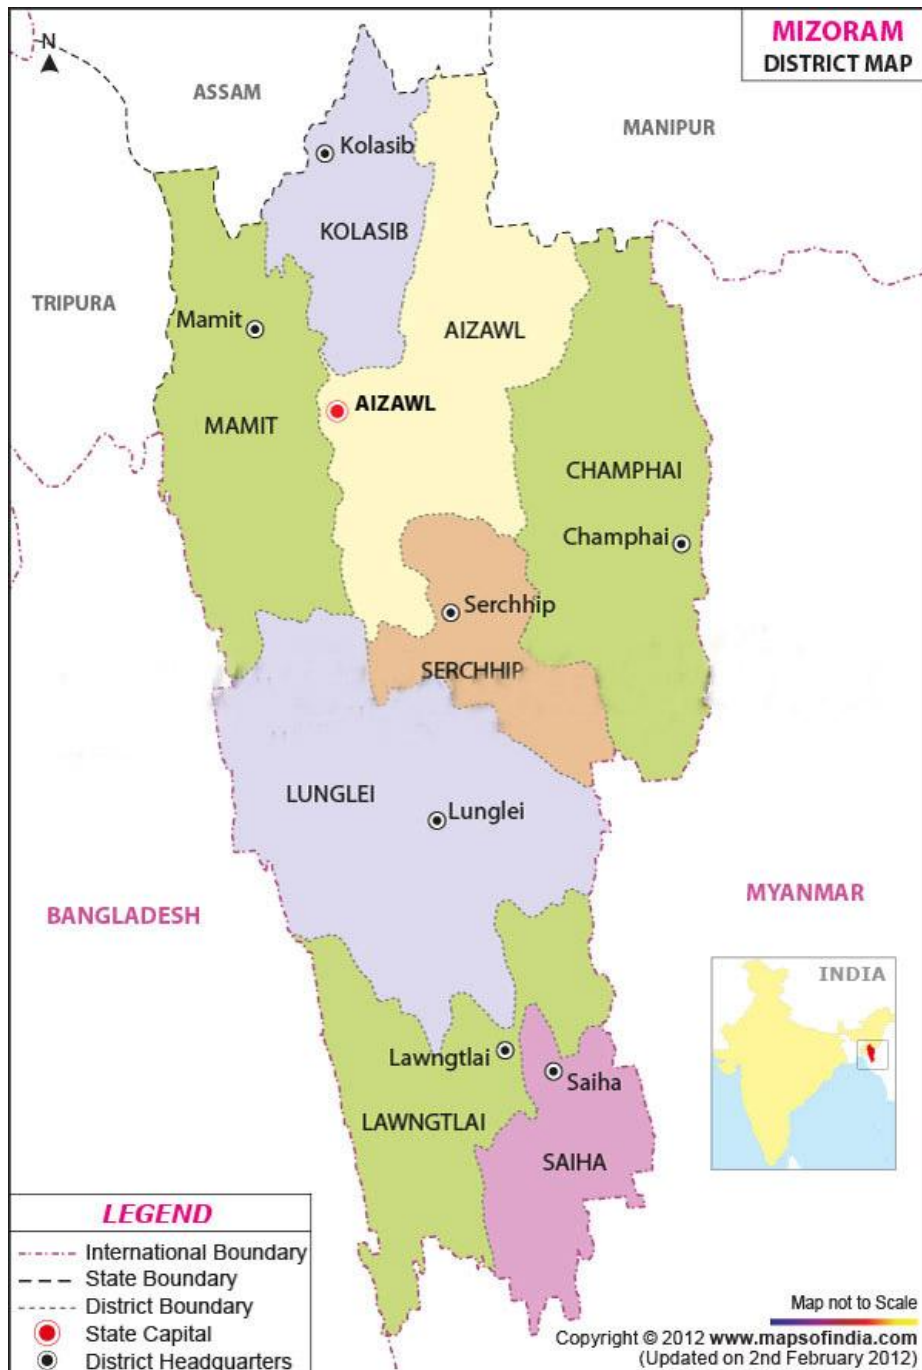 MIZORAM
DISTRICT MAP
N
ASSAM
MANIPUR
Kolasib
KOLASIB
TRIPURA
Mamit
AIZAWL
AIZAWL
MAMIT
CHAMPHAI
Champhai
Serchhip
SERCHHIP
LUNGLEI
Lunglei
BANGLADESH
MYANMAR
INDIA
Lawngtlai
Saiha
LAWNGTLAI
SAIHA
LEGEND
International Boundary
State Boundary
District Boundary
State Capital
District Headquarters
Map not to Scale
Copyright © 2012 www.mapsofindia.com
(Updated on 2nd February 2012)